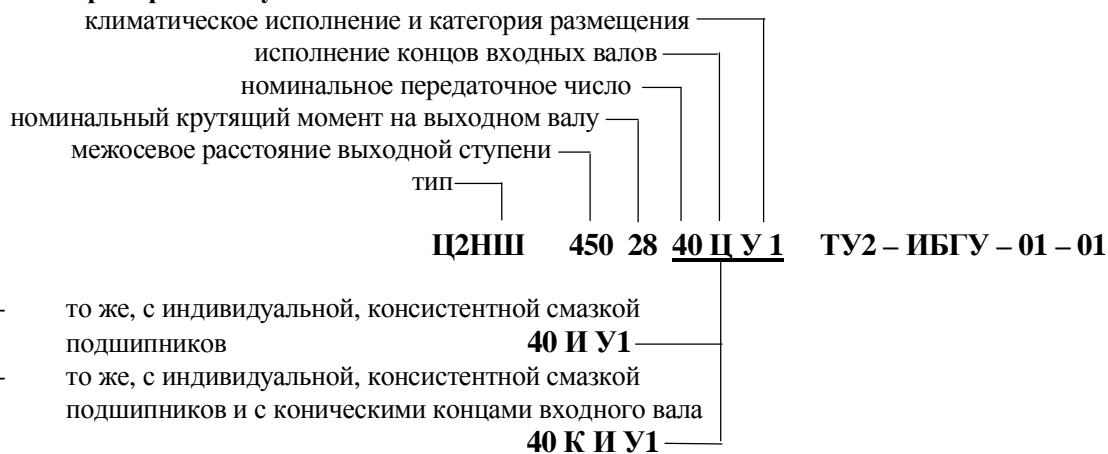 климатическое исполнение и категория размещения
исполнение концов входных валов
номинальное передаточное число
номинальный крутящий момент на выходном валу
межосевое расстояние выходной ступени
тип
Ц2НШ 450 28 40 Ц У 1 ТУ2 – ИБГУ – 01 – 01
- то же, с индивидуальной, консистентной смазкой
подшипников 40 И У1
- то же, с индивидуальной, консистентной смазкой
подшипников и с коническими концами входного вала
40 К И У1